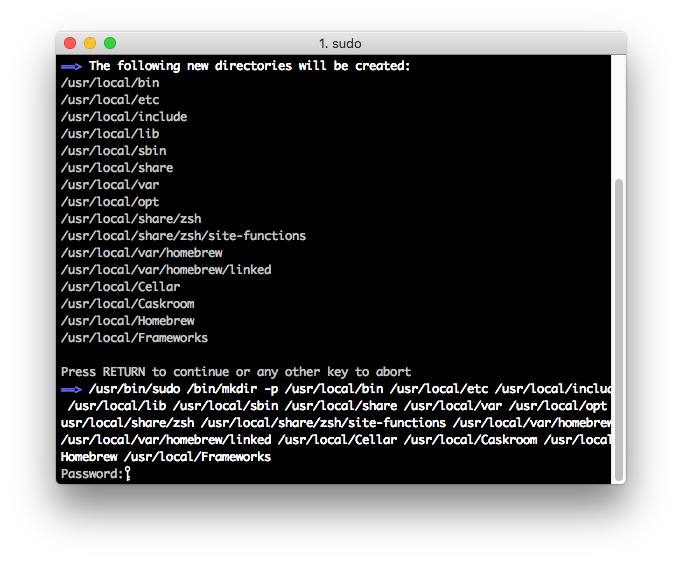 1. sudo
==> The following new directories will be created:
/usr/local/bin
/usr/local/etc
/usr/local/include
/usr/local/lib
/usr/local/sbin
/usr/local/share
/usr/local/var
/usr/local/opt
/usr/local/share/zsh
/usr/local/share/zsh/site-functions
/usr/local/var/homebrew
/usr/local/var/homebrew/linked
/usr/local/Cellar
/usr/local/Caskroom
/usr/local/Homebrew
/usr/local/Frameworks
Press RETURN to continue or any other key to abort
==> /usr/bin/sudo /bin/mkdir -p /usr/local/bin /usr/local/etc /usr/local/includ
/usr/local/lib /usr/local/sbin /usr/local/share /usr/local/var /usr/local/opt
usr/local/share/zsh /usr/local/share/zsh/site-functions /usr/local/var/homebrew
/usr/local/var/homebrew/linked /usr/local/Cellar /usr/local/Caskroom /usr/local
Homebrew /usr/local/Frameworks
Password: